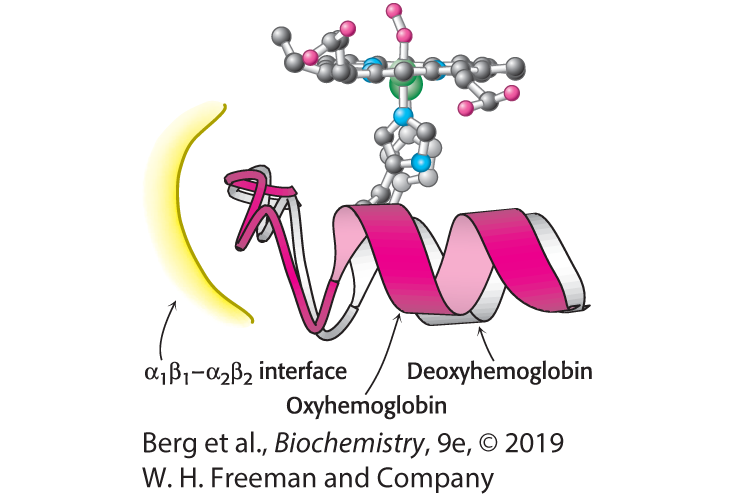 α₁β₁–α₂β₂ interface
Deoxyhemoglobin
Oxyhemoglobin
Berg et al., Biochemistry, 9e, © 2019
W. H. Freeman and Company